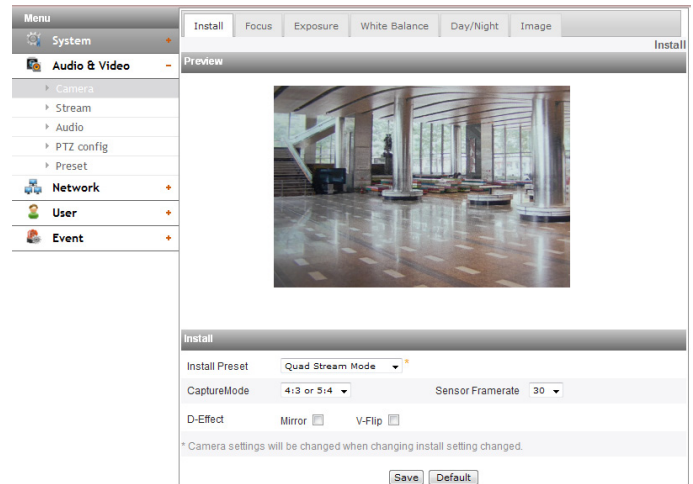 Menu
System +
Audio & Video -
Camera
Stream
Audio
PTZ config
Preset
Network +
User +
Event +
Install Focus Exposure White Balance Day/Night Image
Install
Preview
Install
Install Preset Quad Stream Mode *
CaptureMode 4:3 or 5:4 Sensor Framerate 30
D-Effect Mirror V-Flip
* Camera settings will be changed when changing install setting changed.
Save Default